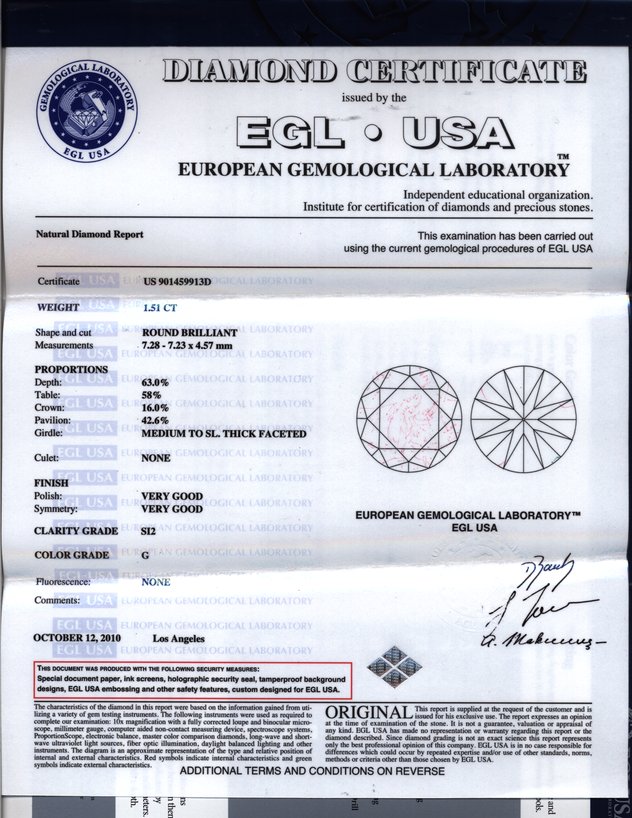 GEMOLOGICAL LABORATORY
EGL USA
DIAMOND CERTIFICATE
issued by the
EGL • USA
EUROPEAN GEMOLOGICAL LABORATORY™
Independent educational organization.
Institute for certification of diamonds and precious stones.
Natural Diamond Report
This examination has been carried out
using the current gemological procedures of EGL USA
Certificate US 901459913D
WEIGHT 1.51 CT
Shape and cut ROUND BRILLIANT
Measurements 7.28 - 7.23 x 4.57 mm
PROPORTIONS
Depth: 63.0%
Table: 58%
Crown: 16.0%
Pavilion: 42.6%
Girdle: MEDIUM TO SL. THICK FACETED
Culet: NONE
FINISH
Polish: VERY GOOD
Symmetry: VERY GOOD
CLARITY GRADE SI2
COLOR GRADE G
Fluorescence: NONE
Comments:
EUROPEAN GEMOLOGICAL LABORATORY™
EGL USA
OCTOBER 12, 2010 Los Angeles
THIS DOCUMENT WAS PRODUCED WITH THE FOLLOWING SECURITY MEASURES:
Special document paper, ink screens, holographic security seal, tamperproof background
designs, EGL USA embossing and other safety features, custom designed for EGL USA.
The characteristics of the diamond in this report were based on the information gained from uti-
lizing a variety of gem testing instruments. The following instruments were used as required to
complete our examination: 10x magnification with a fully corrected loupe and binocular micro-
scope, millimeter gauge, computer aided non-contact measuring device, spectroscope systems,
ProportionScope, electronic balance, master color comparison diamonds, long-wave and short-
wave ultraviolet light sources, fiber optic illumination, daylight balanced lighting and other
instruments. The diagram is an approximate representation of the type and relative position of
internal and external characteristics. Red symbols indicate internal characteristics and green
symbols indicate external characteristics.
ORIGINAL This report is supplied at the request of the customer and is
issued for his exclusive use. The report expresses an opinion
at the time of examination of the stone. It is not a guarantee, valuation or appraisal of
any kind. EGL USA has made no representation or warranty regarding this report or the
diamond described. Since diamond grading is not an exact science this report represents
only the best professional opinion of this company. EGL USA is in no case responsible for
differences which could occur by repeated expertise and/or use of other standards, norms,
methods or criteria other than those chosen by EGL USA.
ADDITIONAL TERMS AND CONDITIONS ON REVERSE